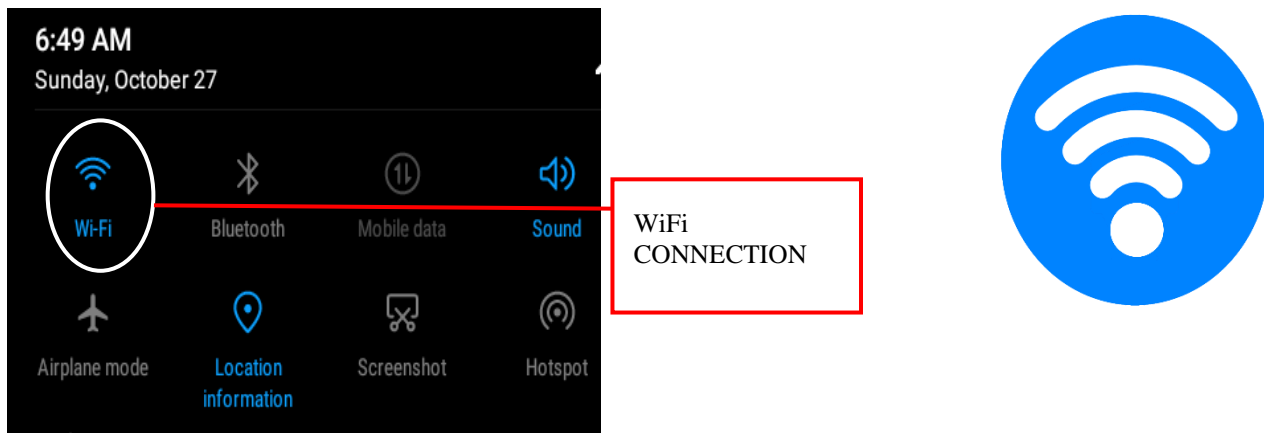 6:49 AM
Sunday, October 27
Wi-Fi
Bluetooth
Mobile data
Sound
WiFi
CONNECTION
Airplane mode
Location
information
Screenshot
Hotspot